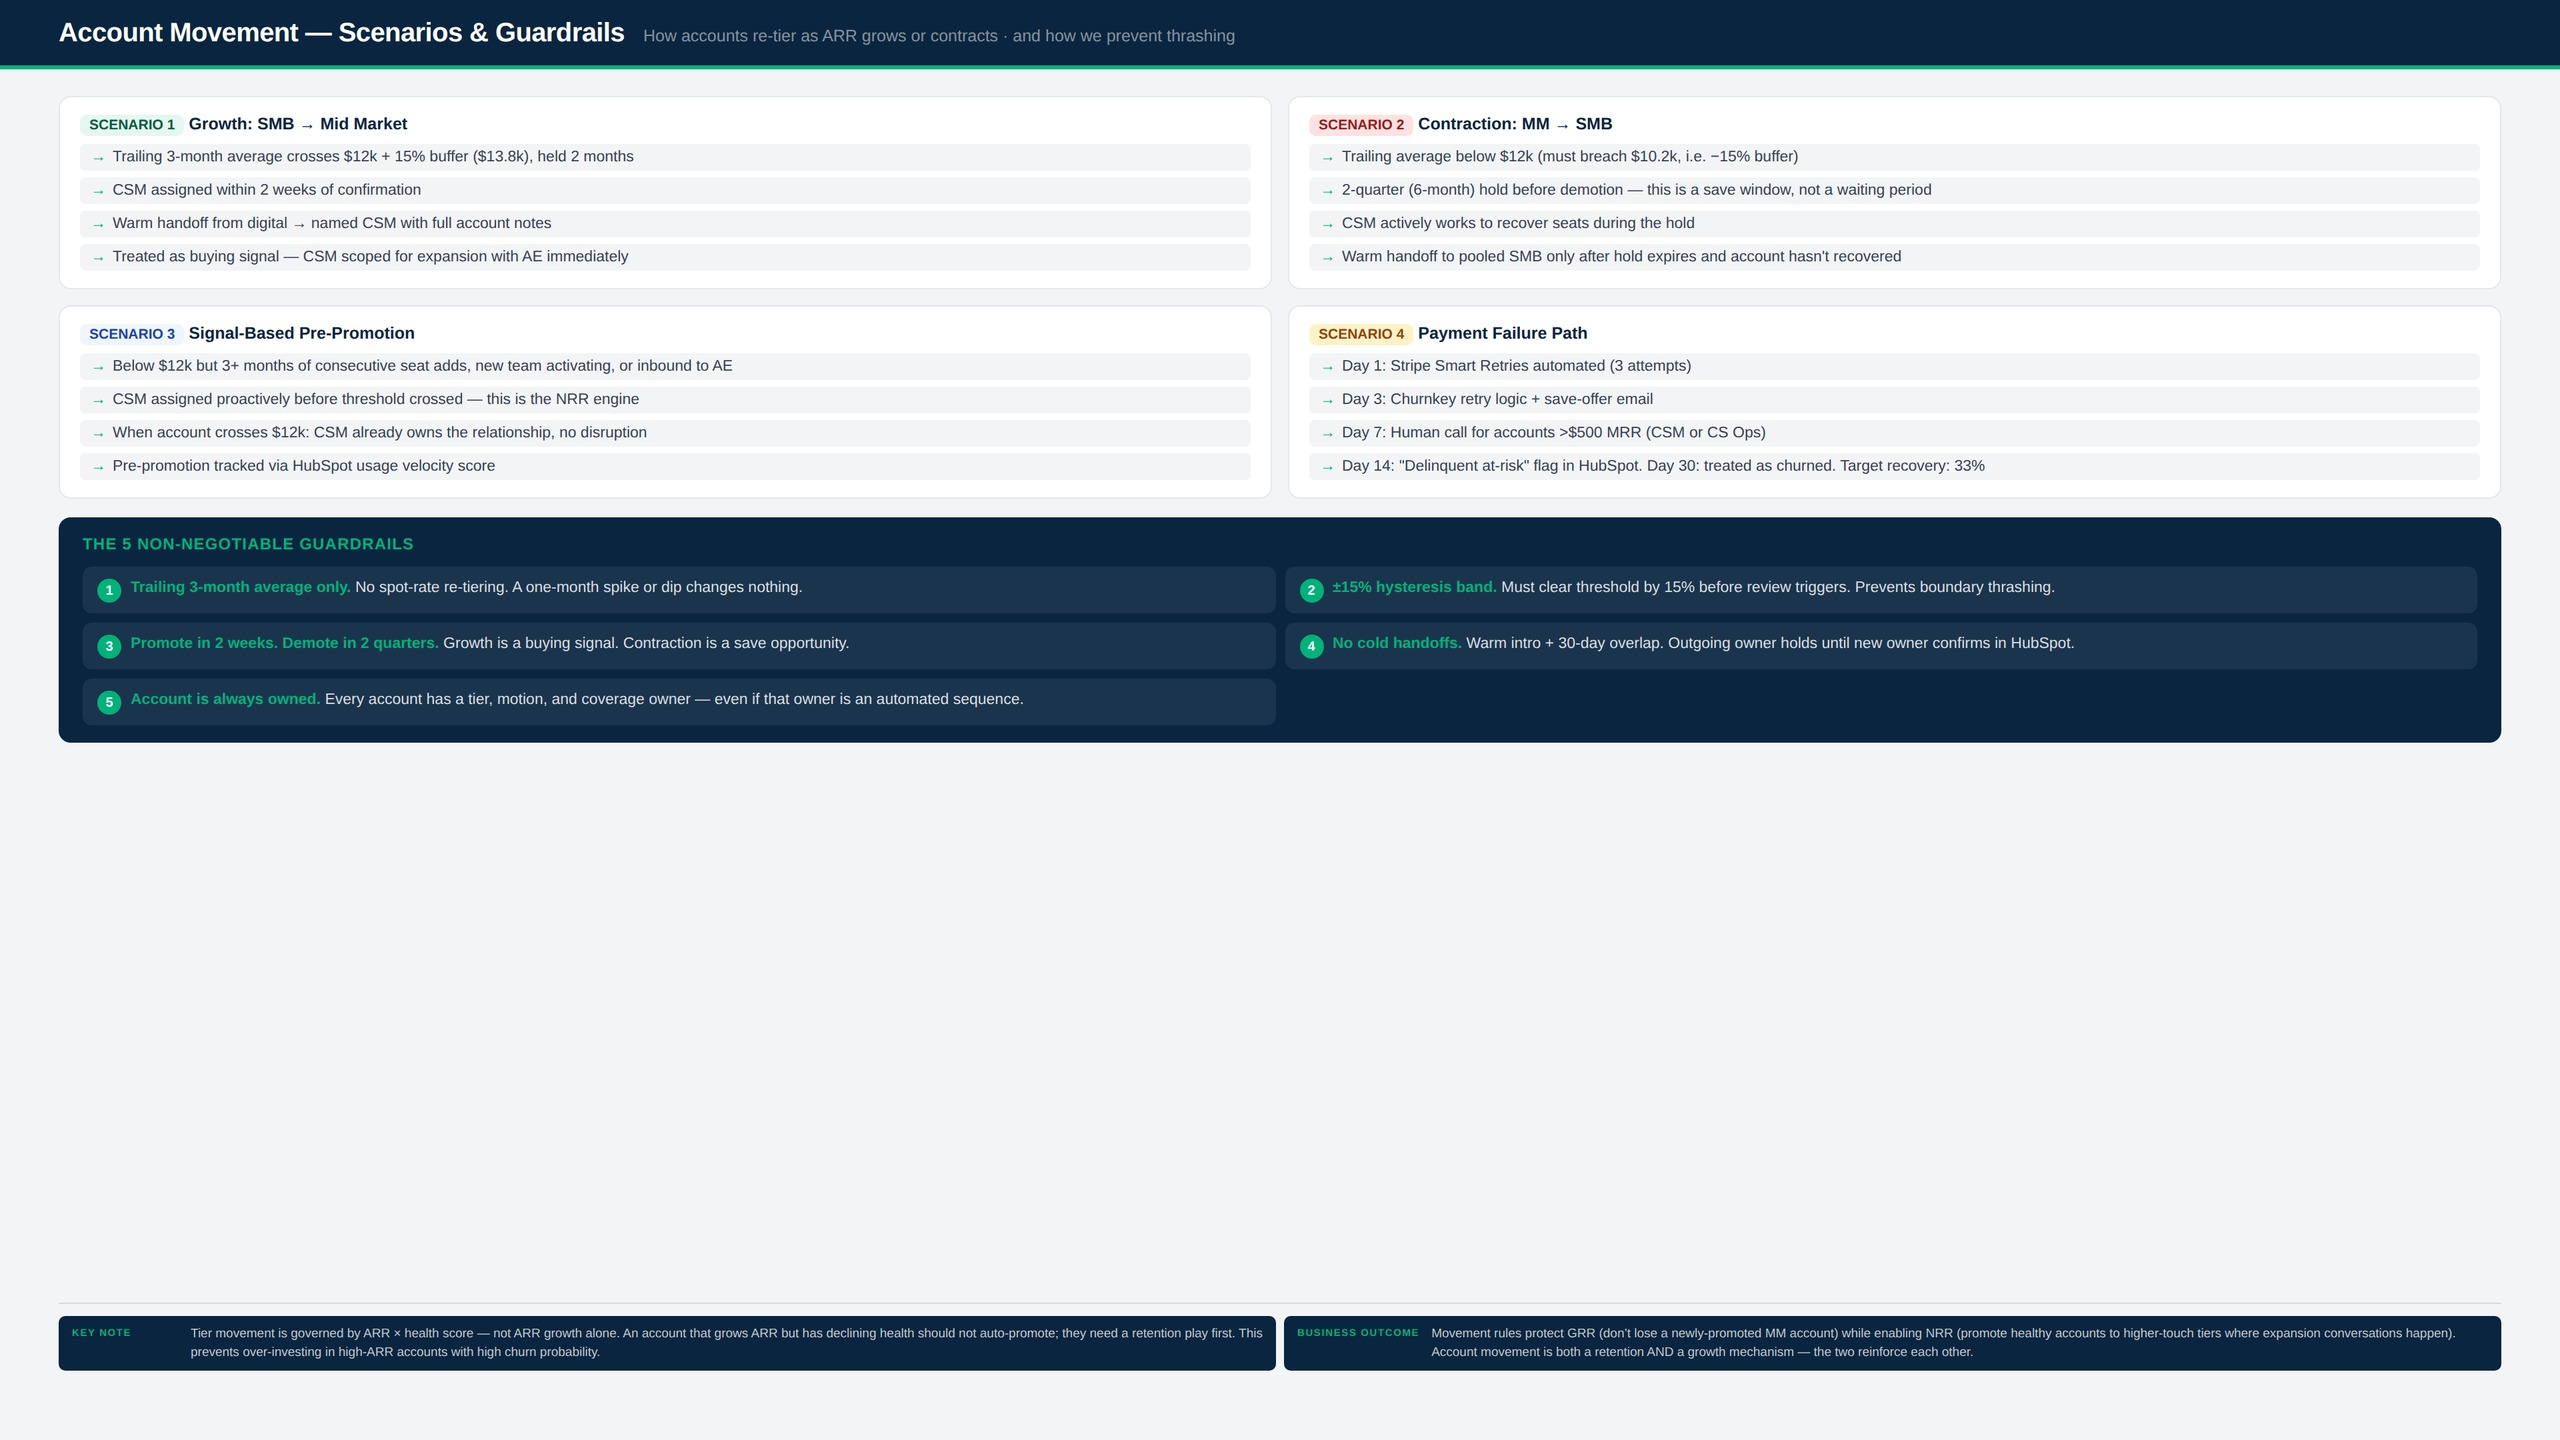 Account Movement — Scenarios & Guardrails How accounts re-tier as ARR grows or contracts · and how we prevent thrashing
SCENARIO 1 Growth: SMB → Mid Market
→ Trailing 3-month average crosses $12k + 15% buffer ($13.8k), held 2 months
→ CSM assigned within 2 weeks of confirmation
→ Warm handoff from digital → named CSM with full account notes
→ Treated as buying signal — CSM scoped for expansion with AE immediately
SCENARIO 2 Contraction: MM → SMB
→ Trailing average below $12k (must breach $10.2k, i.e. −15% buffer)
→ 2-quarter (6-month) hold before demotion — this is a save window, not a waiting period
→ CSM actively works to recover seats during the hold
→ Warm handoff to pooled SMB only after hold expires and account hasn't recovered
SCENARIO 3 Signal-Based Pre-Promotion
→ Below $12k but 3+ months of consecutive seat adds, new team activating, or inbound to AE
→ CSM assigned proactively before threshold crossed — this is the NRR engine
→ When account crosses $12k: CSM already owns the relationship, no disruption
→ Pre-promotion tracked via HubSpot usage velocity score
SCENARIO 4 Payment Failure Path
→ Day 1: Stripe Smart Retries automated (3 attempts)
→ Day 3: Churnkey retry logic + save-offer email
→ Day 7: Human call for accounts >$500 MRR (CSM or CS Ops)
→ Day 14: "Delinquent at-risk" flag in HubSpot. Day 30: treated as churned. Target recovery: 33%
THE 5 NON-NEGOTIABLE GUARDRAILS
1 Trailing 3-month average only. No spot-rate re-tiering. A one-month spike or dip changes nothing.
2 ±15% hysteresis band. Must clear threshold by 15% before review triggers. Prevents boundary thrashing.
3 Promote in 2 weeks. Demote in 2 quarters. Growth is a buying signal. Contraction is a save opportunity.
4 No cold handoffs. Warm intro + 30-day overlap. Outgoing owner holds until new owner confirms in HubSpot.
5 Account is always owned. Every account has a tier, motion, and coverage owner — even if that owner is an automated sequence.
KEY NOTE Tier movement is governed by ARR × health score — not ARR growth alone. An account that grows ARR but has declining health should not auto-promote; they need a retention play first. This
prevents over-investing in high-ARR accounts with high churn probability.
BUSINESS OUTCOME Movement rules protect GRR (don't lose a newly-promoted MM account) while enabling NRR (promote healthy accounts to higher-touch tiers where expansion conversations happen).
Account movement is both a retention AND a growth mechanism — the two reinforce each other.